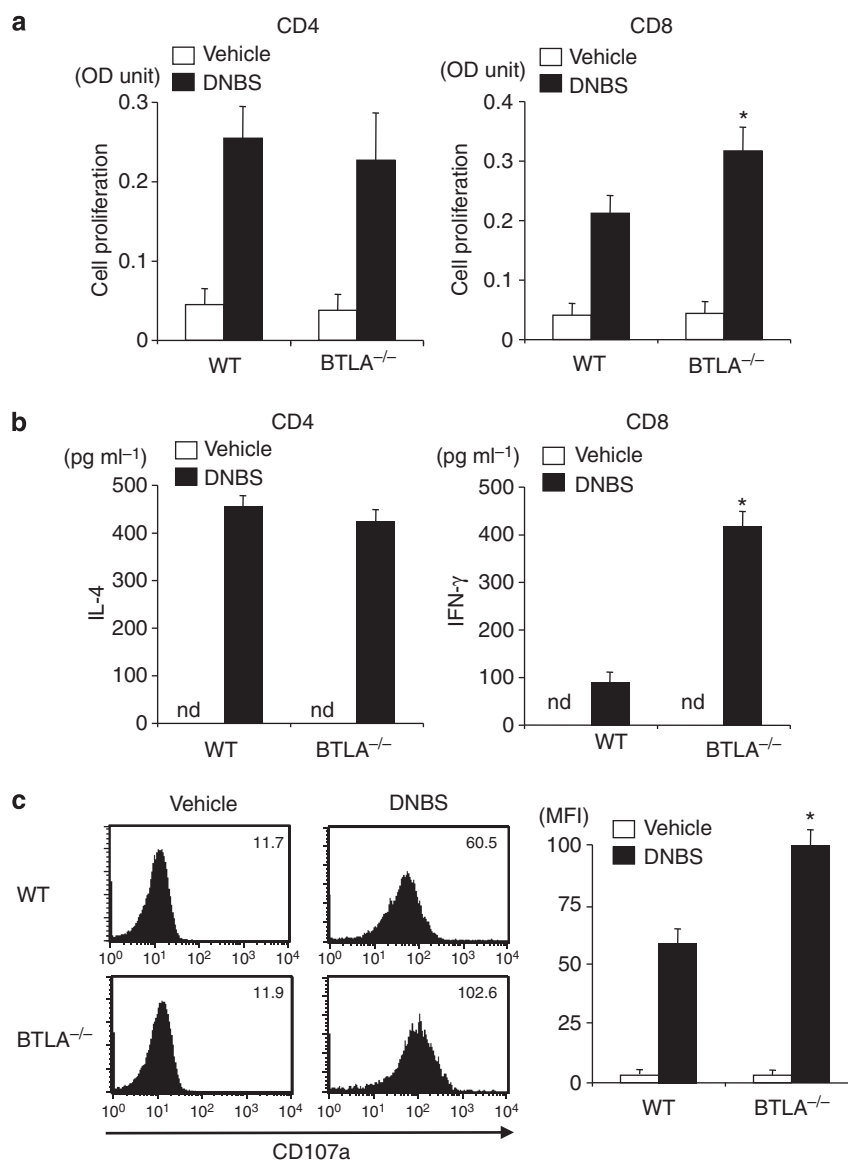 a
CD4
CD8
(OD unit)
Vehicle
DNBS
(OD unit)
Vehicle
DNBS
Cell proliferation
0.3
0.2
0.1
0
WT
BTLA–/–
Cell proliferation
0.4
0.3
0.2
0.1
0
*
WT
BTLA–/–
b
CD4
CD8
(pg ml–1)
Vehicle
DNBS
(pg ml–1)
Vehicle
DNBS
IL-4
500
400
300
200
100
0
nd
nd
WT
BTLA–/–
IFN-γ
500
400
300
200
100
0
nd
nd
*
WT
BTLA–/–
c
Vehicle
DNBS
WT
11.7
60.5
100 101 102 103 104
100 101 102 103 104
BTLA–/–
11.9
102.6
100 101 102 103 104
100 101 102 103 104
CD107a
(MFI)
Vehicle
DNBS
100
75
50
25
0
*
WT
BTLA–/–